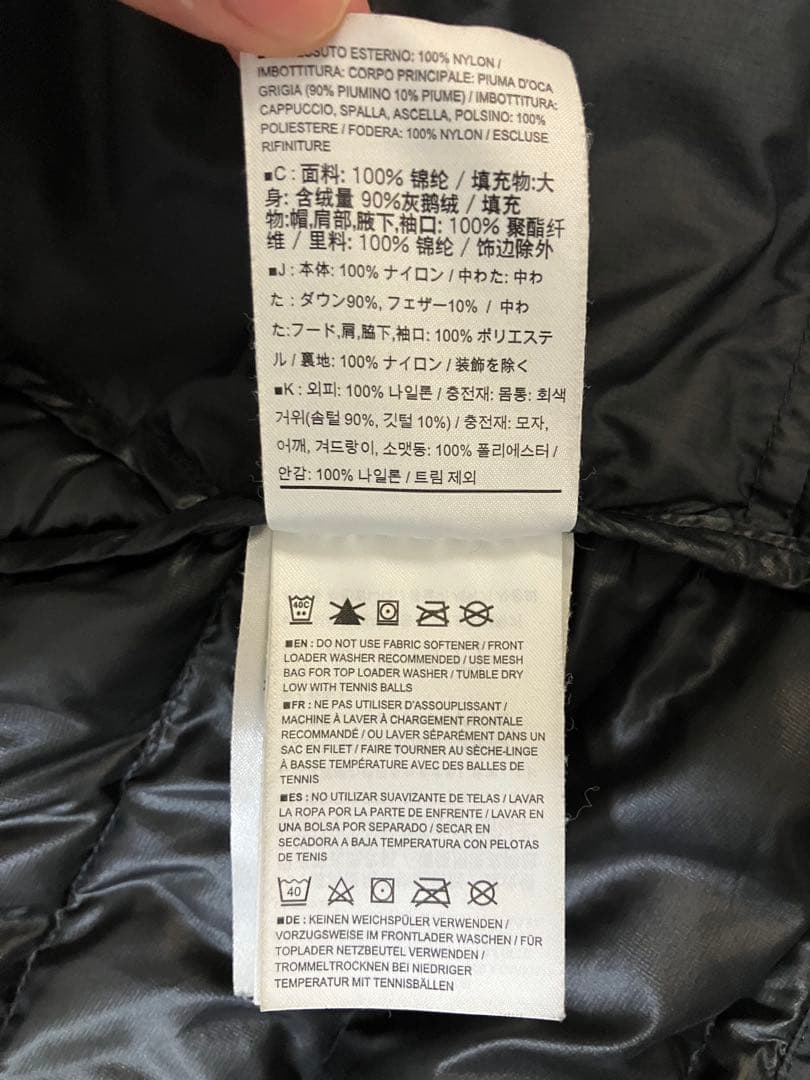 SSUTO ESTERNO: 100% NYLON /
IMBOTTITURA: CORPO PRINCIPALE: PIUMA D'OCA
GRIGIA (90% PIUMINO 10% PIUME) / IMBOTTITURA:
CAPPUCCIO, SPALLA, ASCELLA, POLSINO: 100%
POLIESTERE / FODERA: 100% NYLON / ESCLUSE
RIFINITURE
■C : 面料: 100% 锦纶 / 填充物:大
身: 含绒量 90%灰鹅绒 / 填充
物:帽,肩部,腋下,袖口: 100% 聚酯纤
维 / 里料: 100% 锦纶 / 饰边除外
■J : 本体: 100% ナイロン / 中わた: 中わ
た : ダウン90%, フェザー10% / 中わ
た:フード,肩,脇下,袖口: 100% ポリエステ
ル / 裏地: 100% ナイロン / 装飾を除く
■K : 외피: 100% 나일론 / 충전재: 몸통: 회색
거위(솜털 90%, 깃털 10%) / 충전재: 모자,
어깨, 겨드랑이, 소맷동: 100% 폴리에스터 /
안감: 100% 나일론 / 트림 제외
40C
■EN : DO NOT USE FABRIC SOFTENER / FRONT
LOADER WASHER RECOMMENDED / USE MESH
BAG FOR TOP LOADER WASHER / TUMBLE DRY
LOW WITH TENNIS BALLS
■FR : NE PAS UTILISER D'ASSOUPLISSANT /
MACHINE À LAVER À CHARGEMENT FRONTALE
RECOMMANDÉ / OU LAVER SÉPARÉMENT DANS UN
SAC EN FILET / FAIRE TOURNER AU SÈCHE-LINGE
À BASSE TEMPÉRATURE AVEC DES BALLES DE
TENNIS
■ES : NO UTILIZAR SUAVIZANTE DE TELAS / LAVAR
LA ROPA POR LA PARTE DE ENFRENTE / LAVAR EN
UNA BOLSA POR SEPARADO / SECAR EN
SECADORA A BAJA TEMPERATURA CON PELOTAS
DE TENIS
40
■DE : KEINEN WEICHSPÜLER VERWENDEN /
VORZUGSWEISE IM FRONTLADER WASCHEN / FÜR
TOPLADER NETZBEUTEL VERWENDEN /
TROMMELTROCKNEN BEI NIEDRIGER
TEMPERATUR MIT TENNISBÄLLEN